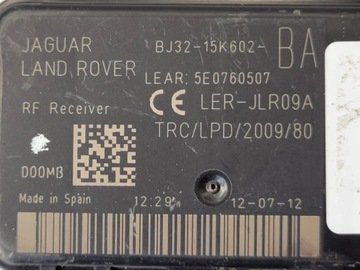 JAGUAR BJ32-15K602- BA
LAND ROVER
LEAR: 5E0760507
RF Receiver CE LER-JLR09A
TRC/LPD/2009/80
D00MB
Made in Spain 12:29 12-07-12